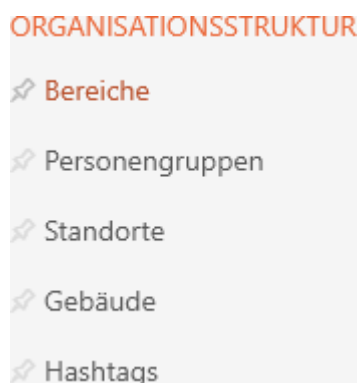 ORGANISATIONSSTRUKTUR
Bereiche
Personengruppen
Standorte
Gebäude
Hashtags